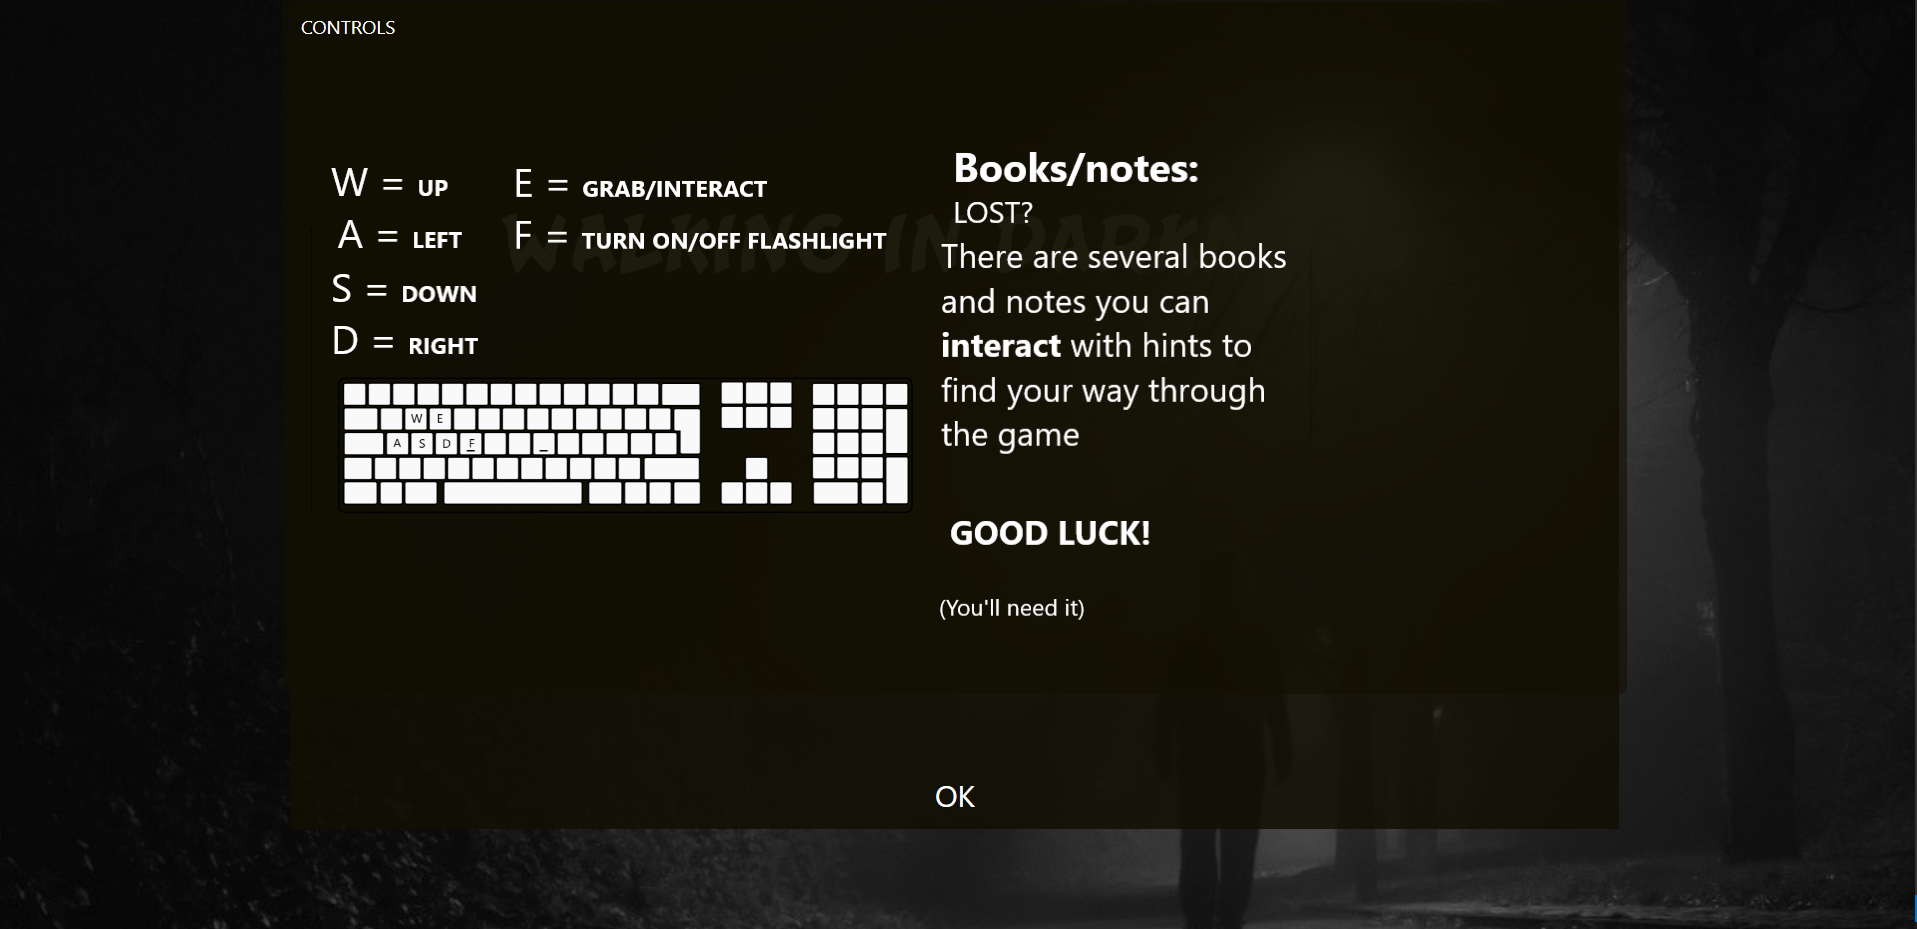 CONTROLS
W = UP
A = LEFT
S = DOWN
D = RIGHT
E = GRAB/INTERACT
F = TURN ON/OFF FLASHLIGHT
WALKING IN
W E
A S D F
Books/notes:
LOST?
There are several books
and notes you can
interact with hints to
find your way through
the game
GOOD LUCK!
(You'll need it)
OK